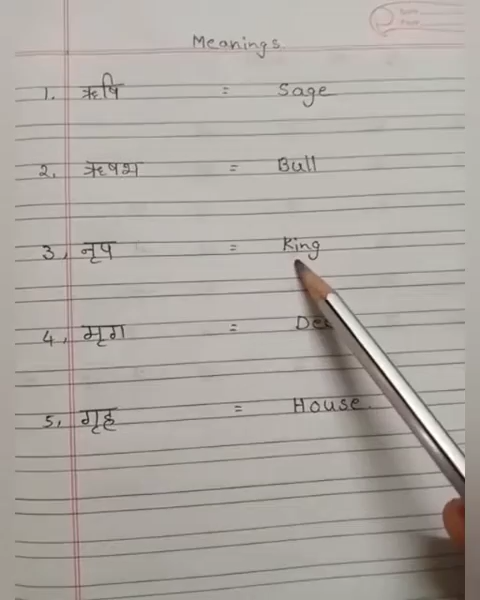 Meanings
1. ऋषि = Sage
2. ऋषभ = Bull
3, नृप = King
4, मृग =
5, गृह = House.